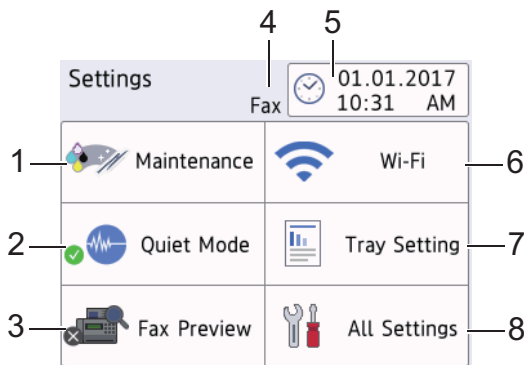 4 5
Settings
Fax
01.01.2017
10:31 AM
1 Maintenance
Wi-Fi 6
2 Quiet Mode
Tray Setting 7
3 Fax Preview
All Settings 8